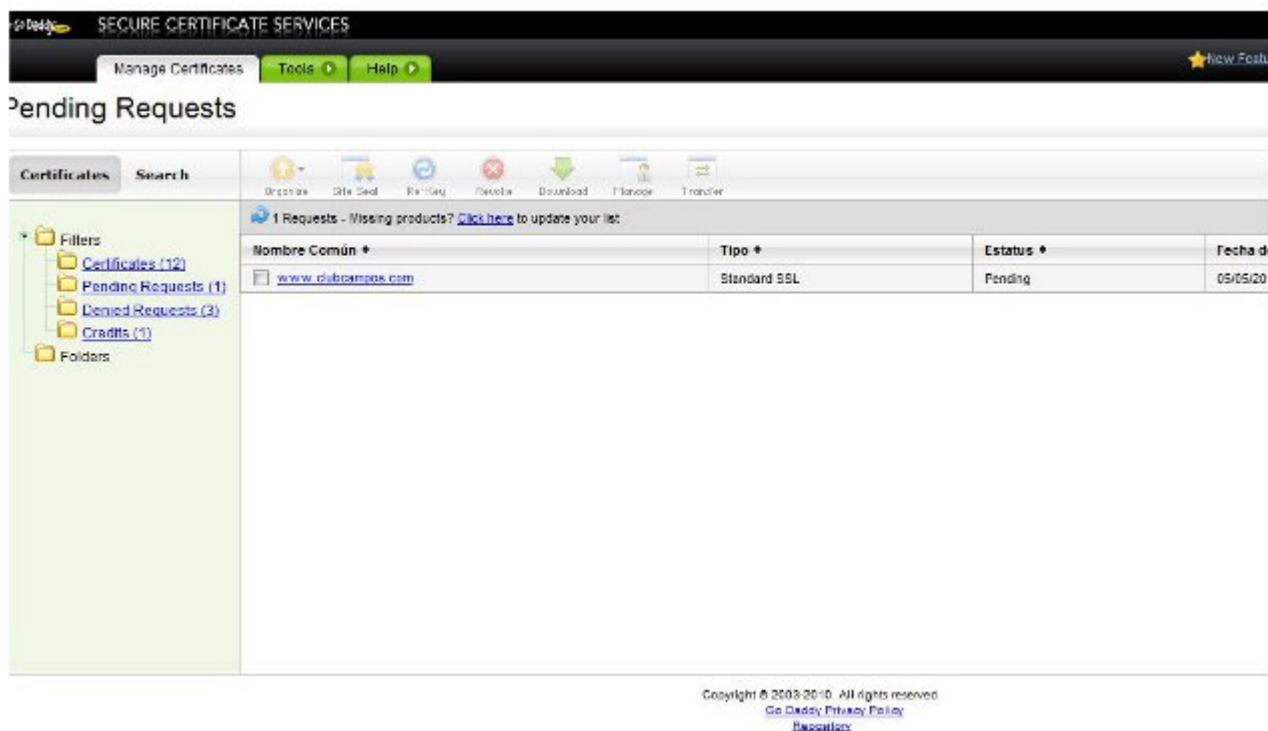 Go Daddy
SECURE CERTIFICATE SERVICES
Manage Certificates Tools Help New Featu
Pending Requests
Certificates Search
Organize Site Seal Re-Key Revoke Download Manage Transfer
1 Requests - Missing products? Click here to update your list
Filters
Certificates (12)
Pending Requests (1)
Denied Requests (3)
Credits (1)
Folders
Nombre Común Tipo Estatus Fecha d
www.clubcampos.com Standard SSL Pending 05/05/20
Copyright © 2003-2010. All rights reserved.
Go Daddy Privacy Policy
Repository